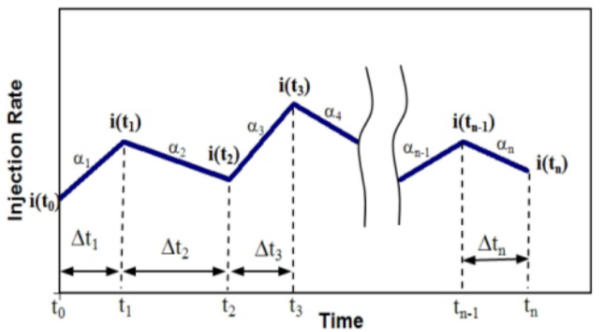 i(t₃)
α₄
i(t₁)
α₃
i(tₙ₋₁)
α₁
α₂
i(t₂)
αₙ₋₁
αₙ
i(tₙ)
i(t₀)
Injection Rate
Δt₁
Δt₂
Δt₃
Δtₙ
t₀ t₁ t₂ t₃ tₙ₋₁ tₙ
Time